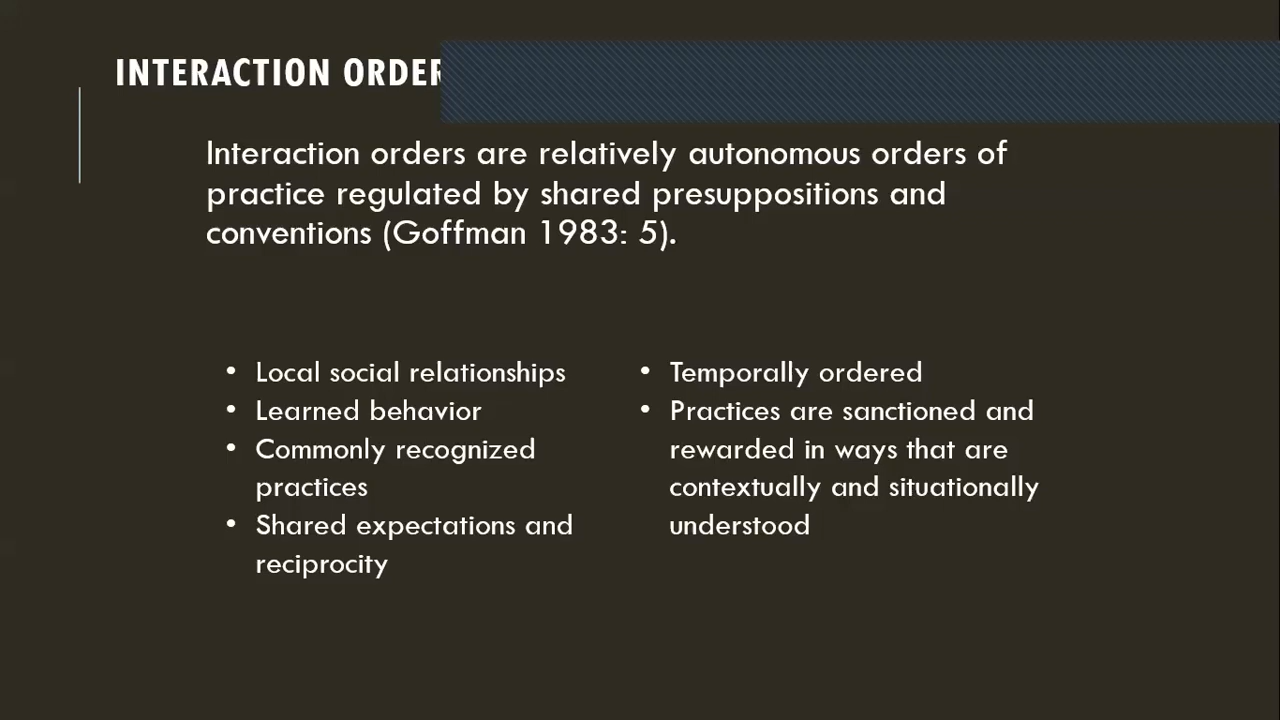 INTERACTION ORDER
Interaction orders are relatively autonomous orders of
practice regulated by shared presuppositions and
conventions (Goffman 1983: 5).
• Local social relationships
• Learned behavior
• Commonly recognized
practices
• Shared expectations and
reciprocity
• Temporally ordered
• Practices are sanctioned and
rewarded in ways that are
contextually and situationally
understood